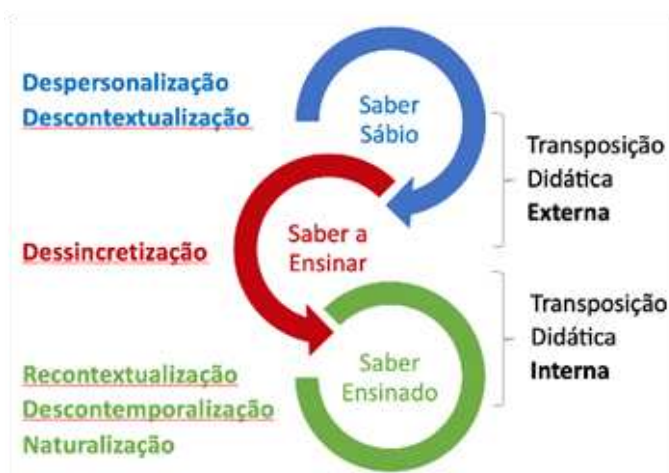 Despersonalização
Descontextualização
Saber
Sábio
Transposição
Didática
Externa
Dessincretização
Saber a
Ensinar
Transposição
Didática
Interna
Recontextualização
Descontemporalização
Naturalização
Saber
Ensinado